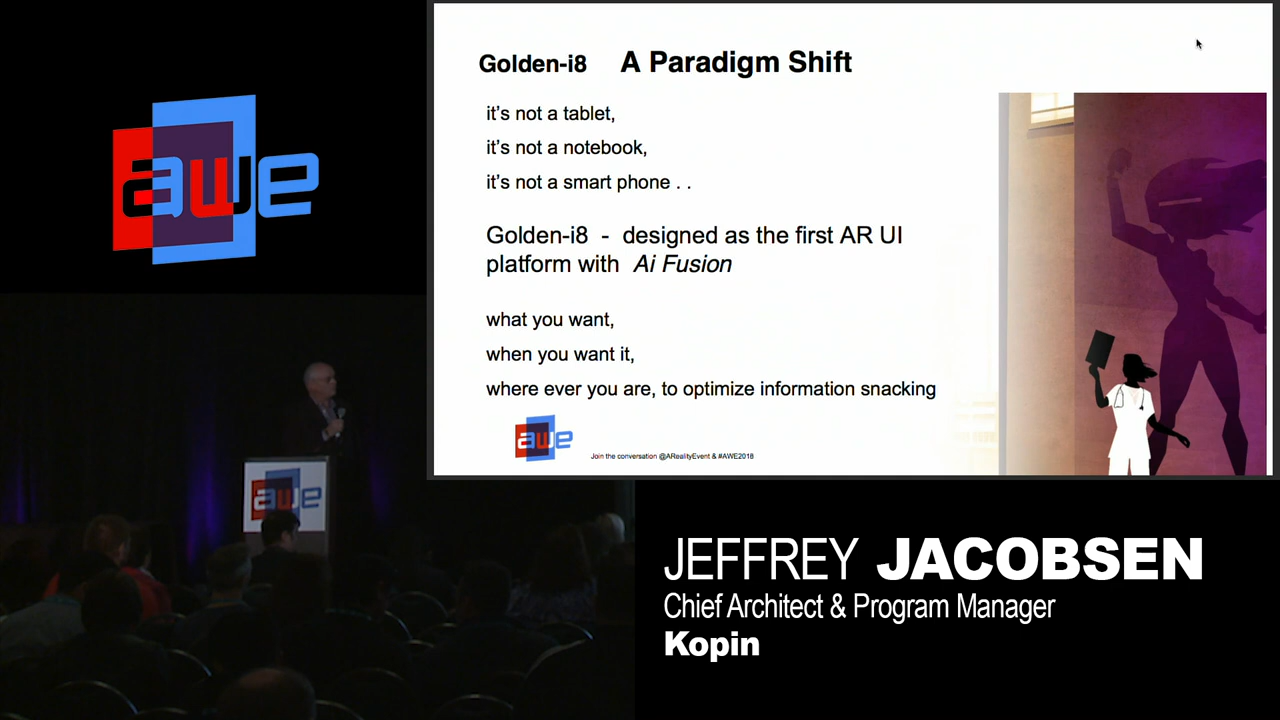 awe
Golden-i8 A Paradigm Shift
it's not a tablet,
it's not a notebook,
it's not a smart phone . .
Golden-i8 - designed as the first AR UI
platform with Ai Fusion
what you want,
when you want it,
where ever you are, to optimize information snacking
awe
Join the conversation @ARealityEvent & #AWE2018
awe
JEFFREY JACOBSEN
Chief Architect & Program Manager
Kopin